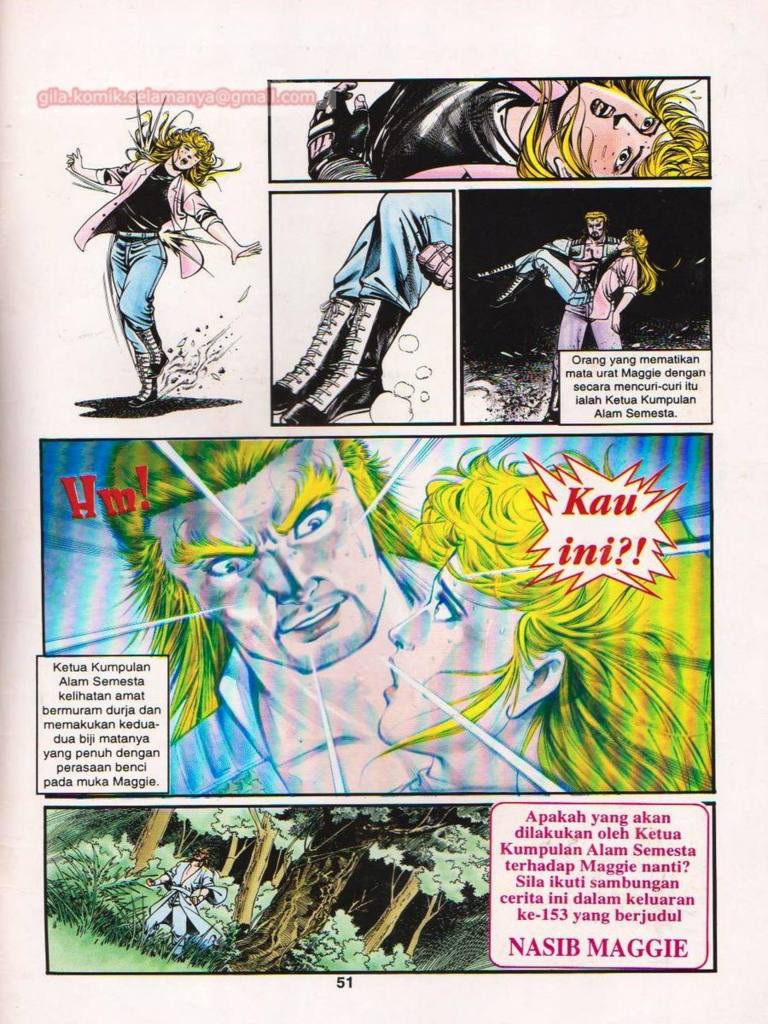 gila.komik.selamanya@gmail.com
Orang yang mematikan
mata urat Maggie dengan
secara mencuri-curi itu
ialah Ketua Kumpulan
Alam Semesta.
Hm!
Kau
ini?!
Ketua Kumpulan
Alam Semesta
kelihatan amat
bermuram durja dan
memakukan kedua-
dua biji matanya
yang penuh dengan
perasaan benci
pada muka Maggie.
Apakah yang akan
dilakukan oleh Ketua
Kumpulan Alam Semesta
terhadap Maggie nanti?
Sila ikuti sambungan
cerita ini dalam keluaran
ke-153 yang berjudul
NASIB MAGGIE
51